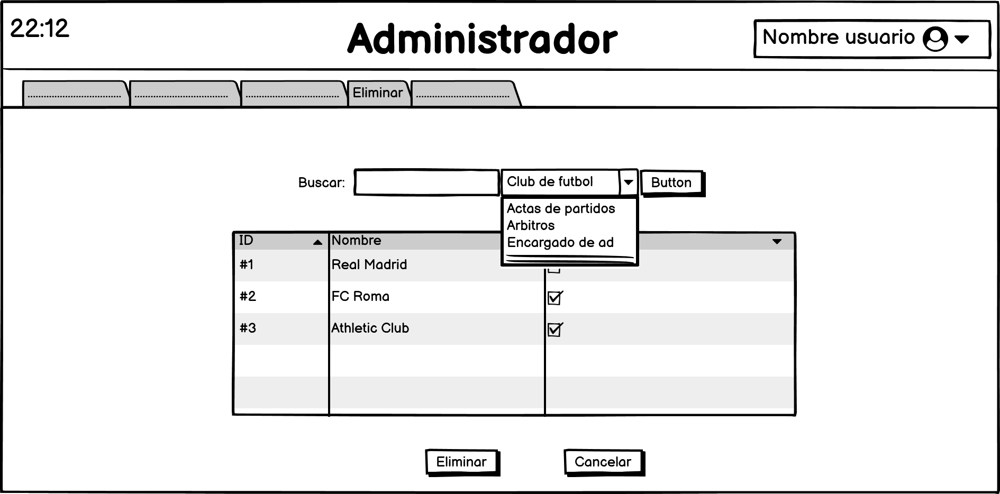 22:12
Administrador
Nombre usuario
Eliminar
Buscar:
Club de futbol
Button
Actas de partidos
Arbitros
Encargado de ad
ID
Nombre
#1
Real Madrid
#2
FC Roma
#3
Athletic Club
Eliminar
Cancelar